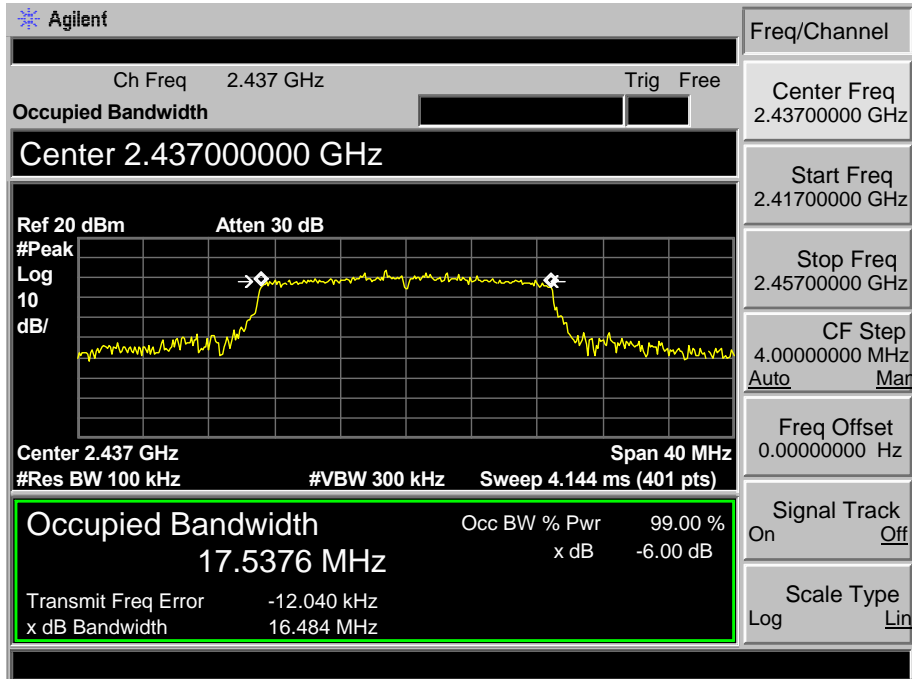 Agilent
Freq/Channel
Ch Freq 2.437 GHz Trig Free
Occupied Bandwidth
Center 2.437000000 GHz
Ref 20 dBm Atten 30 dB
#Peak
Log
10
dB/
Center 2.437 GHz Span 40 MHz
#Res BW 100 kHz #VBW 300 kHz Sweep 4.144 ms (401 pts)
Occupied Bandwidth
17.5376 MHz
Occ BW % Pwr 99.00 %
x dB -6.00 dB
Transmit Freq Error -12.040 kHz
x dB Bandwidth 16.484 MHz
Center Freq
2.43700000 GHz
Start Freq
2.41700000 GHz
Stop Freq
2.45700000 GHz
CF Step
4.00000000 MHz
Auto Man
Freq Offset
0.00000000 Hz
Signal Track
On Off
Scale Type
Log Lin